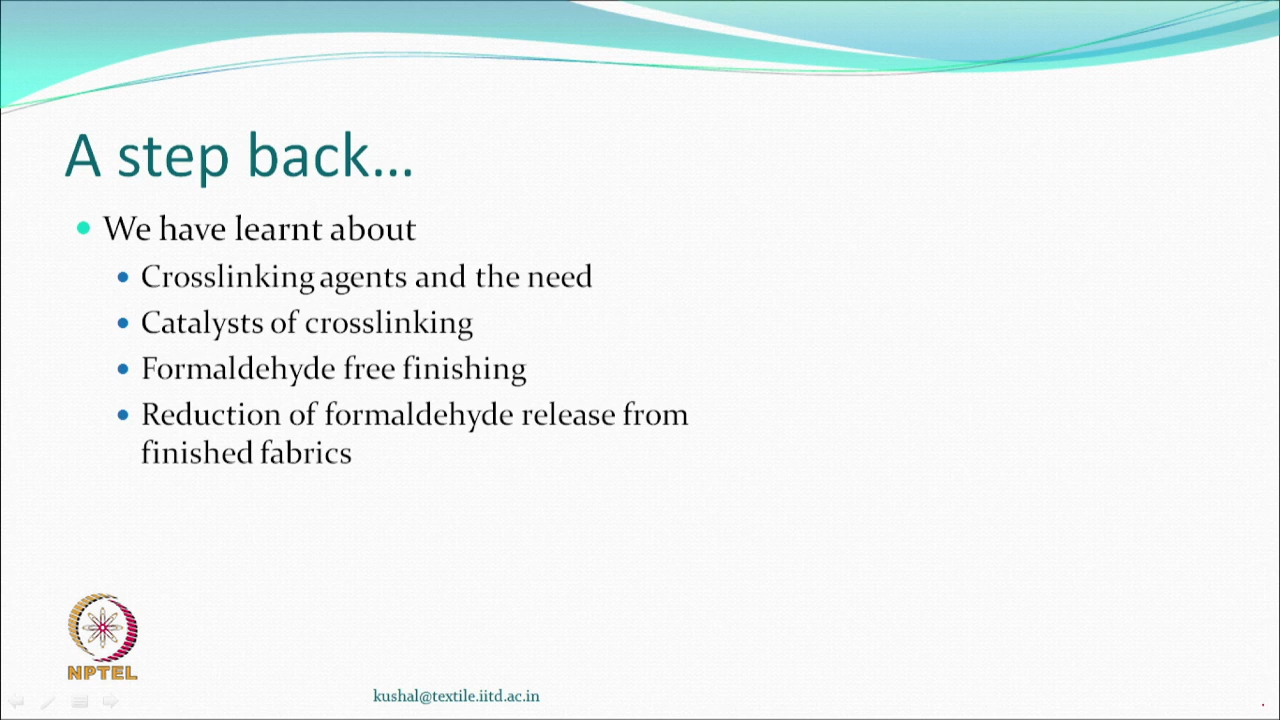 A step back...
We have learnt about
Crosslinking agents and the need
Catalysts of crosslinking
Formaldehyde free finishing
Reduction of formaldehyde release from
finished fabrics
NPTEL
kushal@textile.iitd.ac.in